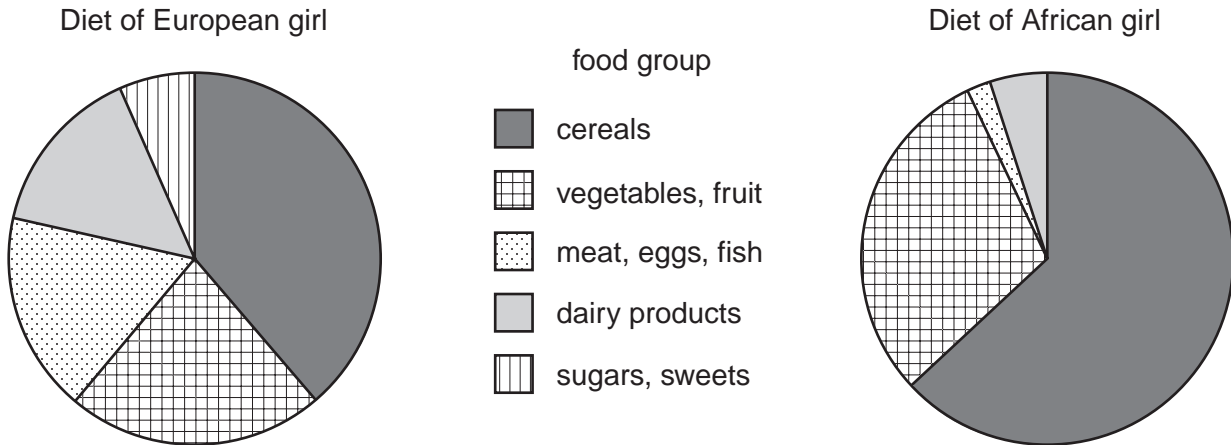 Diet of European girl
Diet of African girl
food group
cereals
vegetables, fruit
meat, eggs, fish
dairy products
sugars, sweets